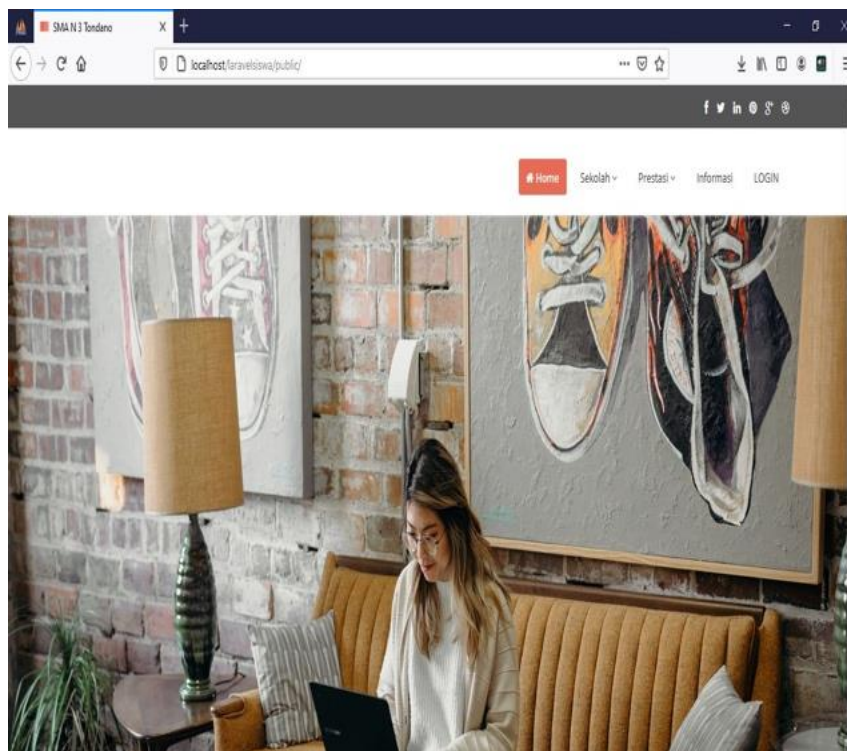 SMA N 3 Tondano
localhost/laravelsiswa/public/
Home Sekolah Prestasi Informasi LOGIN